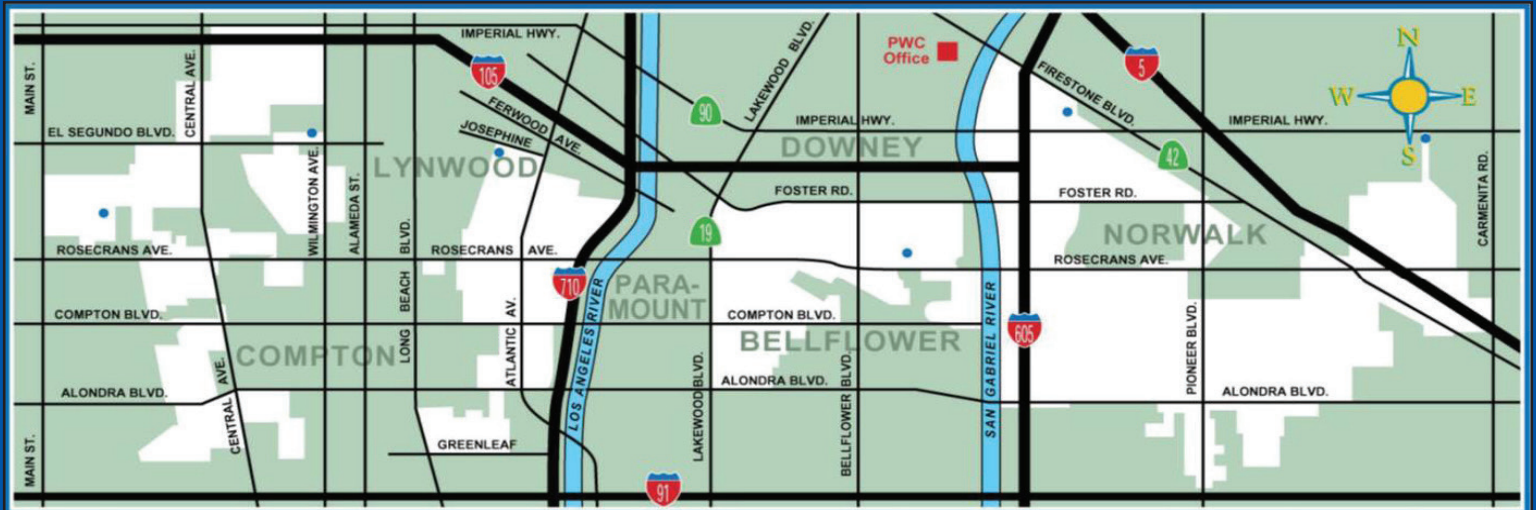 IMPERIAL HWY.
PWC
Office
LAKEWOOD BLVD.
N
W
E
S
5
105
MAIN ST.
CENTRAL AVE.
FIRESTONE BLVD.
90
FERWOOD AVE.
IMPERIAL HWY.
IMPERIAL HWY.
EL SEGUNDO BLVD.
JOSEPHINE
DOWNEY
42
LYNWOOD
WILMINGTON AVE.
ALAMEDA ST.
FOSTER RD.
FOSTER RD.
CARMENITA RD.
19
NORWALK
ROSECRANS AVE.
LONG BEACH BLVD.
ROSECRANS AVE.
ROSECRANS AVE.
710
PARA-
MOUNT
LOS ANGELES RIVER
SAN GABRIEL RIVER
COMPTON BLVD.
COMPTON BLVD.
605
ATLANTIC AV.
BELLFLOWER
PIONEER BLVD.
COMPTON
CENTRAL AVE.
ALONDRA BLVD.
ALONDRA BLVD.
ALONDRA BLVD.
LAKEWOOD BLVD.
BELLFLOWER BLVD.
GREENLEAF
MAIN ST.
91